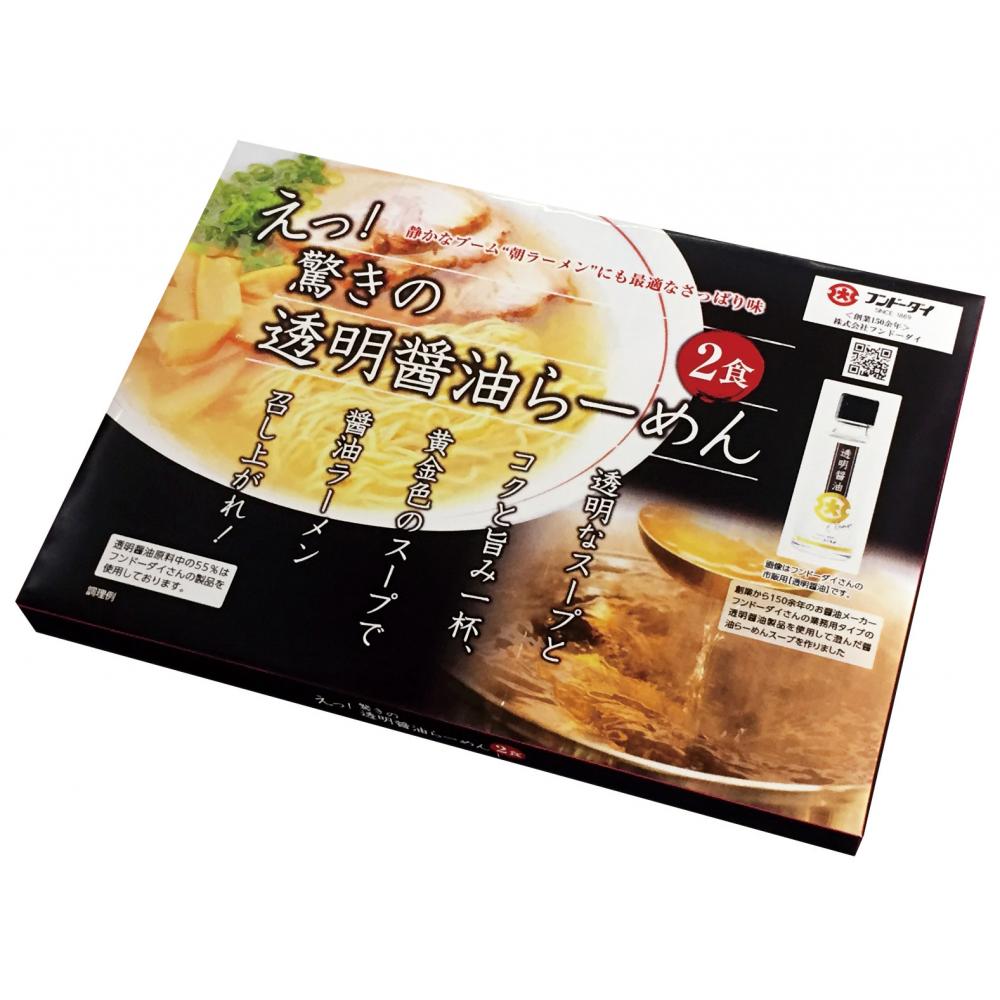 えっ!
驚きの
透明醤油らーめん
静かなブーム“朝ラーメン”にも最適なさっぱり味
2食
フンドーダイ
SINCE 1869
<創業150余年>
株式会社フンドーダイ
透明醤油
画像はフンドーダイさんの
市販用[透明醤油]です。
創業から150余年のお醤油メーカー
フンドーダイさんの業務用タイプの
透明醤油製品を使用して澄んだ醤
油らーめんスープを作りました
透明なスープと
コクと旨み一杯、
黄金色のスープで
醤油ラーメン
召し上がれ!
透明醤油原料中の55%は
フンドーダイさんの製品を
使用しております。
調理例
えっ!驚きの
透明醤油らーめん
2食